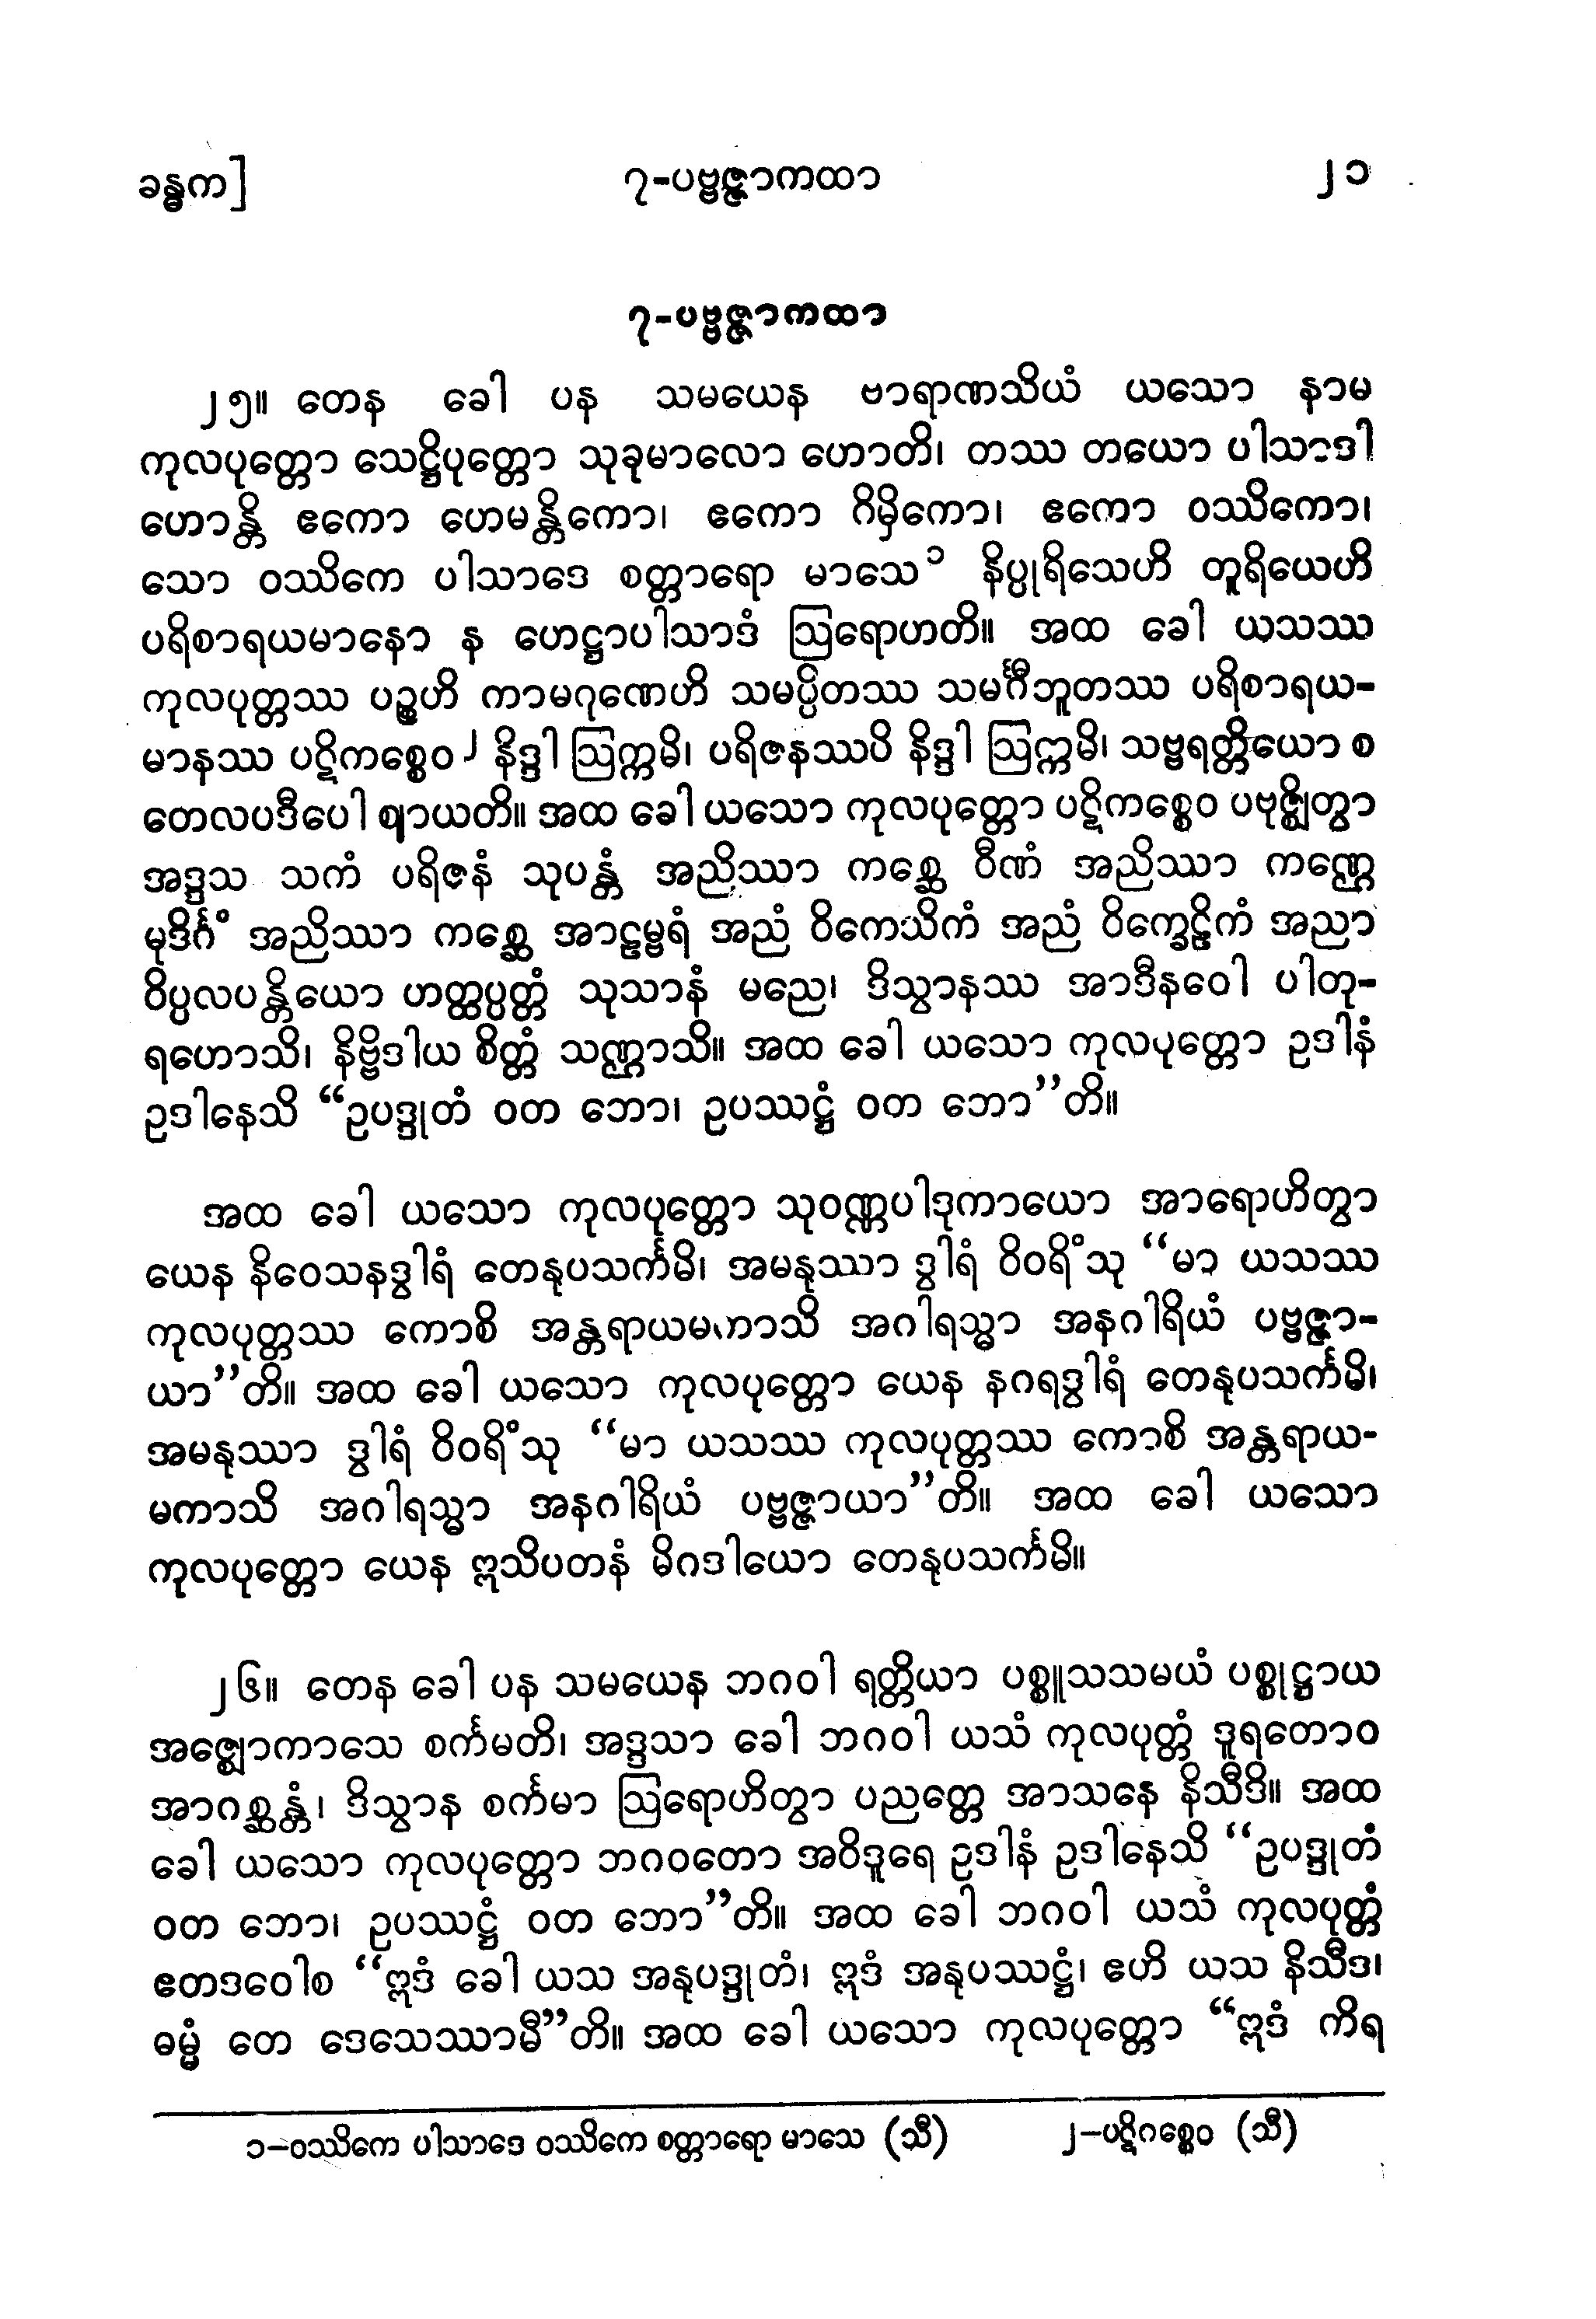 ခန္ဓက] ၇-ပဗ္ဗဇ္ဇာကထာ ၂၁
၇-ပဗ္ဗဇ္ဇာကထာ
၂၅။ တေန ခေါ ပန သမယေန ဗာရာဏသိယံ ယသော နာမ
ကုလပုတ္တော သေဋ္ဌိပုတ္တော သုခုမာလော ဟောတိ၊ တဿ တယော ပါသာဒါ
ဟောန္တိ ဧကော ဟေမန္တိကော၊ ဧကော ဂိမှိကော၊ ဧကော ဝဿိကော၊
သော ဝဿိကေ ပါသာဒေ စတ္တာရော မာသေ ၁ နိပ္ပုရိသေဟိ တူရိယေဟိ
ပရိစာရယမာနော န ဟေဋ္ဌာပါသာဒံ ဩရောဟတိ။ အထ ခေါ ယသဿ
ကုလပုတ္တဿ ပဉ္စဟိ ကာမဂုဏေဟိ သမပ္ပိတဿ သမင်္ဂီဘူတဿ ပရိစာရယ-
မာနဿ ပဋိကစ္စေဝ ၂ နိဒ္ဒါ ဩက္ကမိ၊ ပရိဇနဿပိ နိဒ္ဒါ ဩက္ကမိ၊ သဗ္ဗရတ္တိယော စ
တေလပဒီပေါ ဈာယတိ။ အထ ခေါ ယသော ကုလပုတ္တော ပဋိကစ္စေဝ ပဗုဇ္ဈိတွာ
အဒ္ဒသ သကံ ပရိဇနံ သုပန္တံ အညိဿာ ကစ္ဆေ ဝီဏံ အညိဿာ ကဏ္ဌေ
မုဒိင်္ဂံ အညိဿာ ကစ္ဆေ အာဠမ္ဗရံ အညံ ဝိကေသိကံ အညံ ဝိက္ခေဠိကံ အညာ
ဝိပ္ပလပန္တိယော ဟတ္ထပ္ပတ္တံ သုသာနံ မညေ၊ ဒိသွာနဿ အာဒီနဝေါ ပါတု-
ရဟောသိ၊ နိဗ္ဗိဒါယ စိတ္တံ သဏ္ဌာသိ။ အထ ခေါ ယသော ကုလပုတ္တော ဥဒါနံ
ဥဒါနေသိ “ဥပဒ္ဒုတံ ဝတ ဘော၊ ဥပဿဋ္ဌံ ဝတ ဘော”တိ။
အထ ခေါ ယသော ကုလပုတ္တော သုဝဏ္ဏပါဒုကာယော အာရောဟိတွာ
ယေန နိဝေသနဒွါရံ တေနုပသင်္ကမိ၊ အမနုဿာ ဒွါရံ ဝိဝရိံသု “မာ ယသဿ
ကုလပုတ္တဿ ကောစိ အန္တရာယမကာသိ အဂါရသ္မာ အနဂါရိယံ ပဗ္ဗဇ္ဇာ-
ယာ”တိ။ အထ ခေါ ယသော ကုလပုတ္တော ယေန နဂရဒွါရံ တေနုပသင်္ကမိ၊
အမနုဿာ ဒွါရံ ဝိဝရိံသု “မာ ယသဿ ကုလပုတ္တဿ ကောစိ အန္တရာယ-
မကာသိ အဂါရသ္မာ အနဂါရိယံ ပဗ္ဗဇ္ဇာယာ”တိ။ အထ ခေါ ယသော
ကုလပုတ္တော ယေန ဣသိပတနံ မိဂဒါယော တေနုပသင်္ကမိ။
၂၆။ တေန ခေါ ပန သမယေန ဘဂဝါ ရတ္တိယာ ပစ္စူသသမယံ ပစ္စုဋ္ဌာယ
အဇ္ဈောကာသေ စင်္ကမတိ၊ အဒ္ဒသာ ခေါ ဘဂဝါ ယသံ ကုလပုတ္တံ ဒူရတောဝ
အာဂစ္ဆန္တံ၊ ဒိသွာန စင်္ကမာ ဩရောဟိတွာ ပညတ္တေ အာသနေ နိသီဒိ။ အထ
ခေါ ယသော ကုလပုတ္တော ဘဂဝတော အဝိဒူရေ ဥဒါနံ ဥဒါနေသိ “ဥပဒ္ဒုတံ
ဝတ ဘော၊ ဥပဿဋ္ဌံ ဝတ ဘော”တိ။ အထ ခေါ ဘဂဝါ ယသံ ကုလပုတ္တံ
ဧတဒဝေါစ “ဣဒံ ခေါ ယသ အနုပဒ္ဒုတံ၊ ဣဒံ အနုပဿဋ္ဌံ၊ ဧဟိ ယသ နိသီဒ၊
ဓမ္မံ တေ ဒေသေဿာမီ”တိ။ အထ ခေါ ယသော ကုလပုတ္တော “ဣဒံ ကိရ
၁-ဝဿိကေ ပါသာဒေ ဝဿိကေ စတ္တာရော မာသေ (သီ) ၂-ပဋိဂစ္စေဝ (သီ)